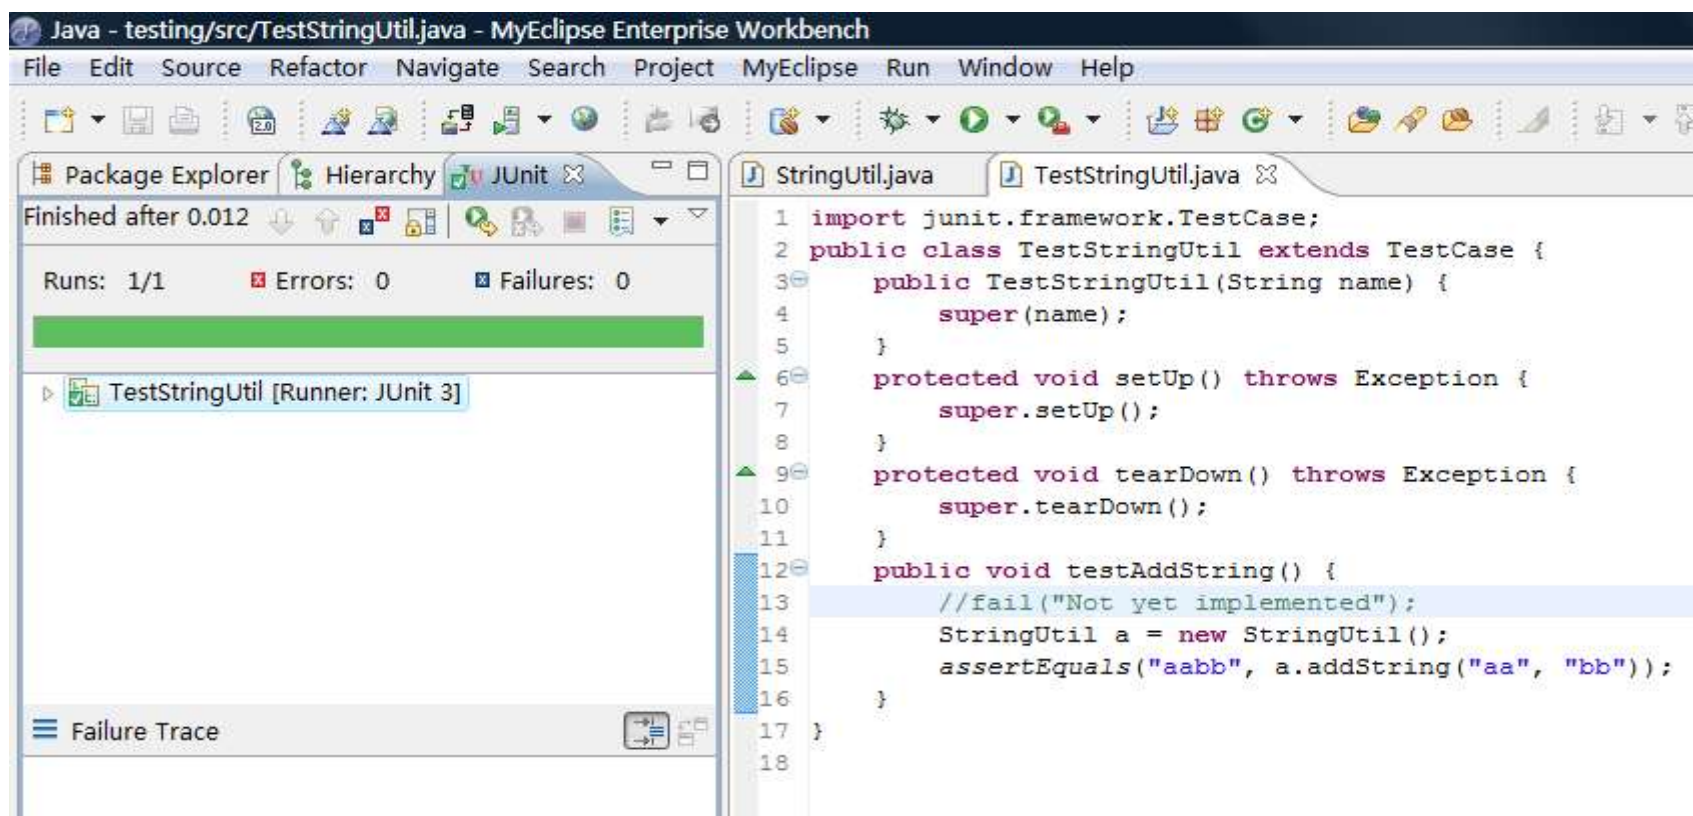 Java - testing/src/TestStringUtil.java - MyEclipse Enterprise Workbench
File Edit Source Refactor Navigate Search Project MyEclipse Run Window Help
2.0
Package Explorer Hierarchy JU JUnit
Finished after 0.012
Runs: 1/1 Errors: 0 Failures: 0
TestStringUtil [Runner: JUnit 3]
Failure Trace
StringUtil.java TestStringUtil.java
1 import junit.framework.TestCase;
2 public class TestStringUtil extends TestCase {
3 public TestStringUtil(String name) {
4 super(name);
5 }
6 protected void setUp() throws Exception {
7 super.setUp();
8 }
9 protected void tearDown() throws Exception {
10 super.tearDown();
11 }
12 public void testAddString() {
13 //fail("Not yet implemented");
14 StringUtil a = new StringUtil();
15 assertEquals("aabb", a.addString("aa", "bb"));
16 }
17 }
18